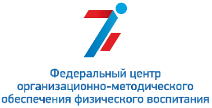 Федеральный центр
организационно-методического
обеспечения физического воспитания